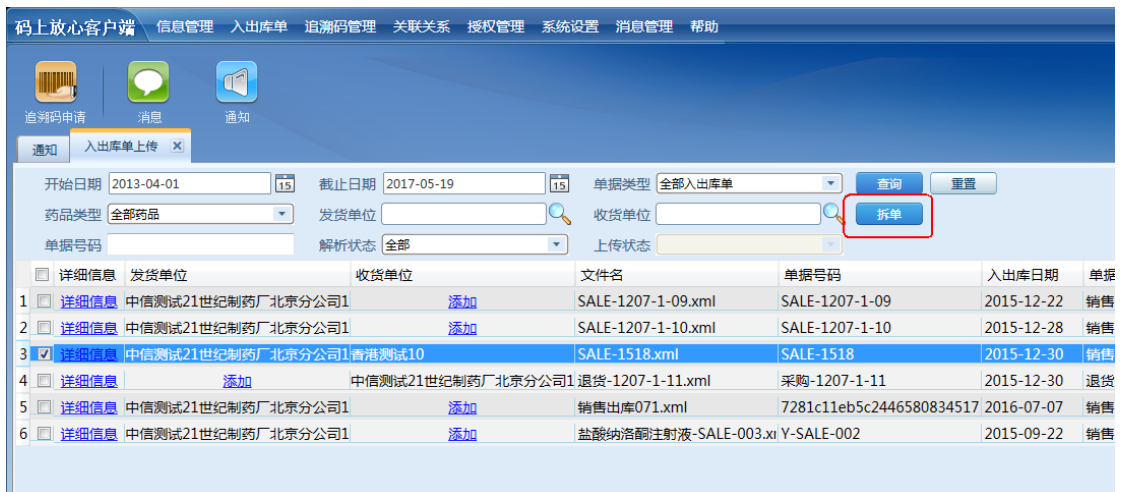 码上放心客户端 信息管理 入出库单 追溯码管理 关联关系 授权管理 系统设置 消息管理 帮助
追溯码申请 消息 通知
通知 入出库单上传 X
开始日期 2013-04-01 15 截止日期 2017-05-19 15 单据类型 全部入出库单 查询 重置
药品类型 全部药品 发货单位 收货单位 拆单
单据号码 解析状态 全部 上传状态
详细信息 发货单位 收货单位 文件名 单据号码 入出库日期 单据
1 详细信息 中信测试21世纪制药厂北京分公司1 添加 SALE-1207-1-09.xml SALE-1207-1-09 2015-12-22 销售
2 详细信息 中信测试21世纪制药厂北京分公司1 添加 SALE-1207-1-10.xml SALE-1207-1-10 2015-12-28 销售
3 详细信息 中信测试21世纪制药厂北京分公司1 香港测试10 SALE-1518.xml SALE-1518 2015-12-30 销售
4 详细信息 添加 中信测试21世纪制药厂北京分公司1 退货-1207-1-11.xml 采购-1207-1-11 2015-12-30 退货
5 详细信息 中信测试21世纪制药厂北京分公司1 添加 销售出库071.xml 7281c11eb5c2446580834517 2016-07-07 销售
6 详细信息 中信测试21世纪制药厂北京分公司1 添加 盐酸纳洛酮注射液-SALE-003.x Y-SALE-002 2015-09-22 销售